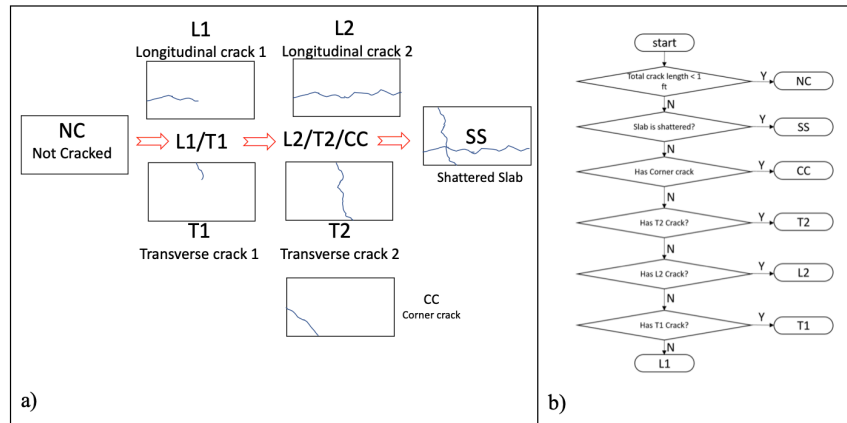 L1
Longitudinal crack 1
L2
Longitudinal crack 2
NC
Not Cracked
L1/T1
L2/T2/CC
SS
Shattered Slab
T1
Transverse crack 1
T2
Transverse crack 2
CC
Corner crack
a)
start
Total crack length < 1
ft
Y
NC
N
Slab is shattered?
Y
SS
N
Has Corner crack
Y
CC
N
Has T2 Crack?
Y
T2
N
Has L2 Crack?
Y
L2
N
Has T1 Crack?
Y
T1
N
L1
b)